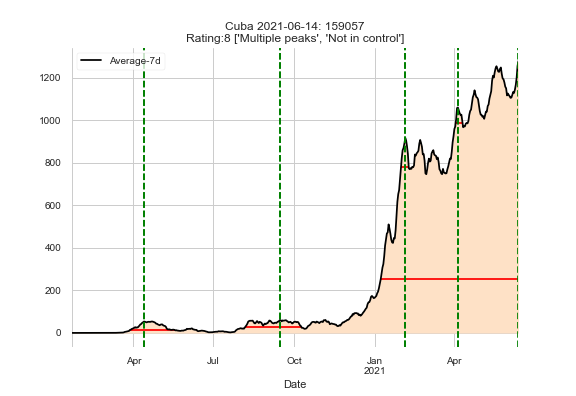 Cuba 2021-06-14: 159057
Rating:8 ['Multiple peaks', 'Not in control']
Average-7d
1200
1000
800
600
400
200
0
Apr
Jul
Oct
Jan
2021
Apr
Date